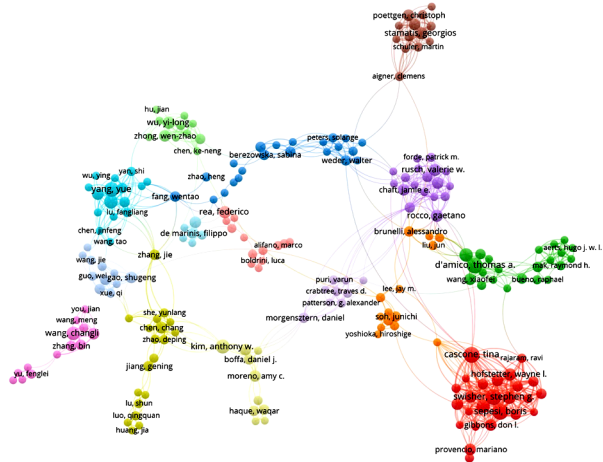 poettgen, christoph
stamatis, georgios
schuler, martin
aigner, clemens
hu, jian
wu, yi-long
zhong, wen-zhao
chen, ke-neng
peters, solange
berezowska, sabina
weder, walter
forde, patrick m.
rusch, valerie w.
chaft, jamie e.
rocco, gaetano
wu, ying
yan, shi
zhao, heng
yang, yue
fang, wentao
lu, fangliang
rea, federico
chen, jinfeng
wang, tao
de marinis, filippo
brunelli, alessandro
liu, jun
alifano, marco
boldrini, luca
zhang, jie
aerts, hugo j. w. l.
d'amico, thomas a.
mak, raymond h.
wang, xiaofei
bueno, raphael
wang, jie
guo, wei
gao, shugeng
xue, qi
puri, varun
crabtree, traves d.
patterson, g. alexander
lee, jay m.
morgensztern, daniel
soh, junichi
yoshioka, hiroshige
you, jian
wang, meng
wang, changli
zhang, bin
she, yunlang
chen, chang
zhao, deping
kim, anthony w.
boffa, daniel j.
cascone, tina
rajaram, ravi
yu, fenglei
jiang, gening
moreno, amy c.
hofstetter, wayne l.
swisher, stephen g.
sepesi, boris
gibbons, don l.
lu, shun
luo, qingquan
huang, jia
haque, waqar
provencio, mariano